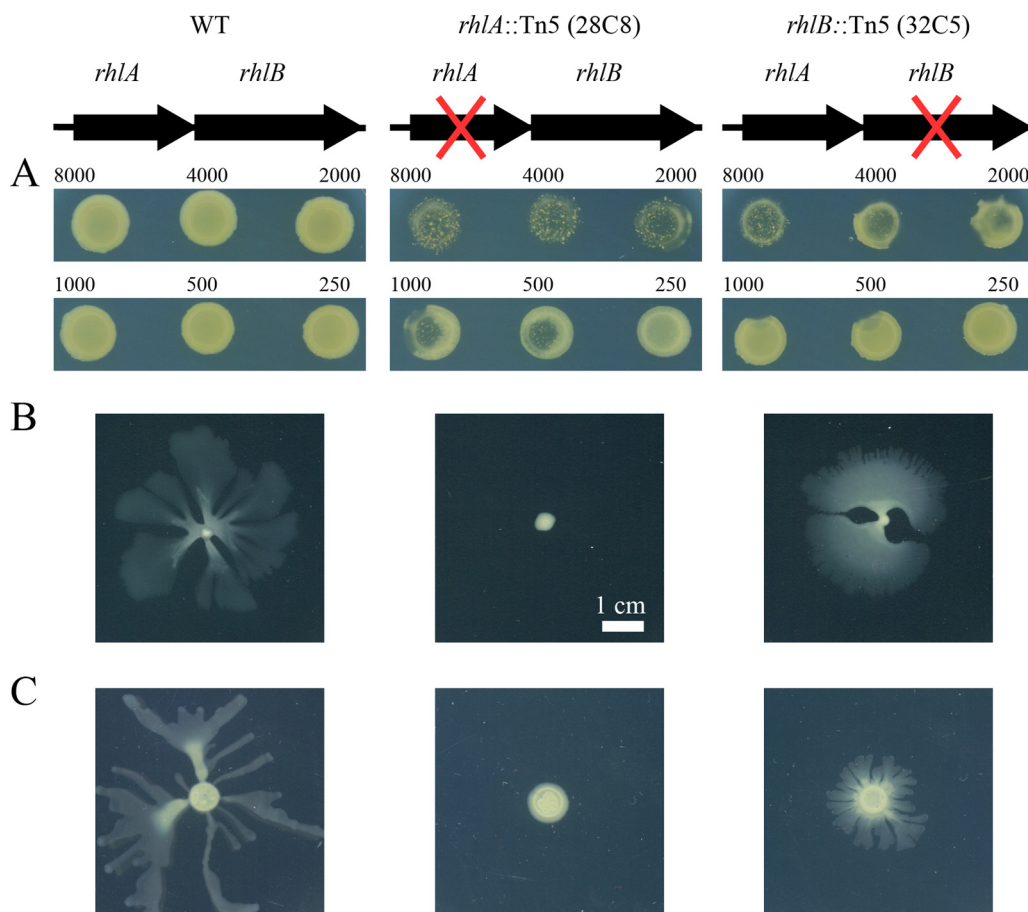 WT rhlA::Tn5 (28C8) rhlB::Tn5 (32C5)
rhlA rhlB rhlA rhlB rhlA rhlB
A
8000 4000 2000 8000 4000 2000 8000 4000 2000
1000 500 250 1000 500 250 1000 500 250
B
1 cm
C